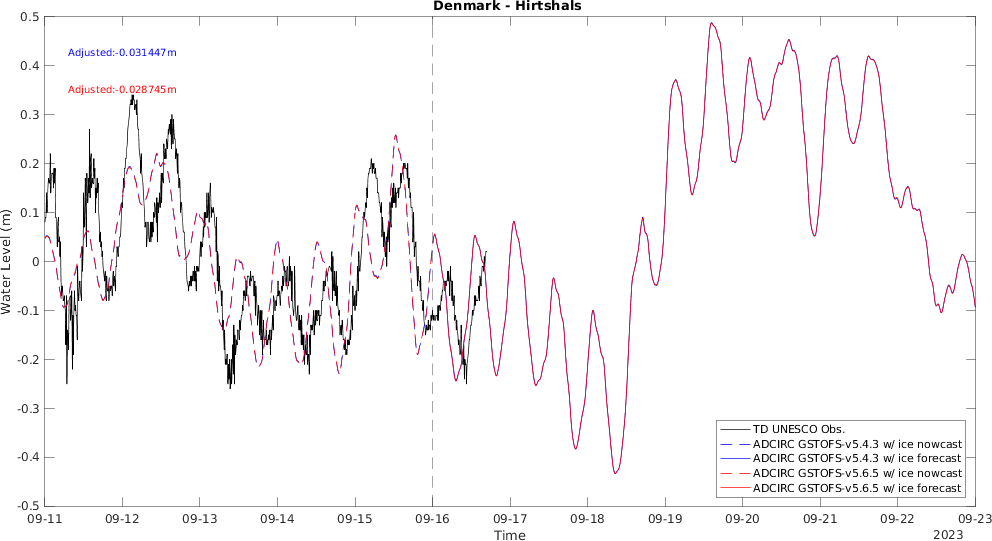 Denmark - Hirtshals
Adjusted:-0.031447m
Adjusted:-0.028745m
Water Level (m)
0.5
0.4
0.3
0.2
0.1
0
-0.1
-0.2
-0.3
-0.4
-0.5
TD UNESCO Obs.
ADCIRC GSTOFS-v5.4.3 w/ ice nowcast
ADCIRC GSTOFS-v5.4.3 w/ ice forecast
ADCIRC GSTOFS-v5.6.5 w/ ice nowcast
ADCIRC GSTOFS-v5.6.5 w/ ice forecast
09-11 09-12 09-13 09-14 09-15 09-16 09-17 09-18 09-19 09-20 09-21 09-22 09-23
Time
2023